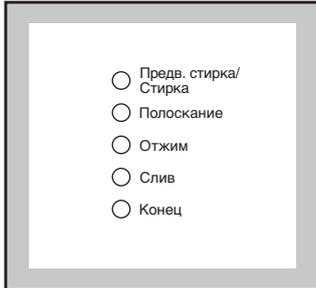 Предв. стирка/
Стирка
Полоскание
Отжим
Слив
Конец